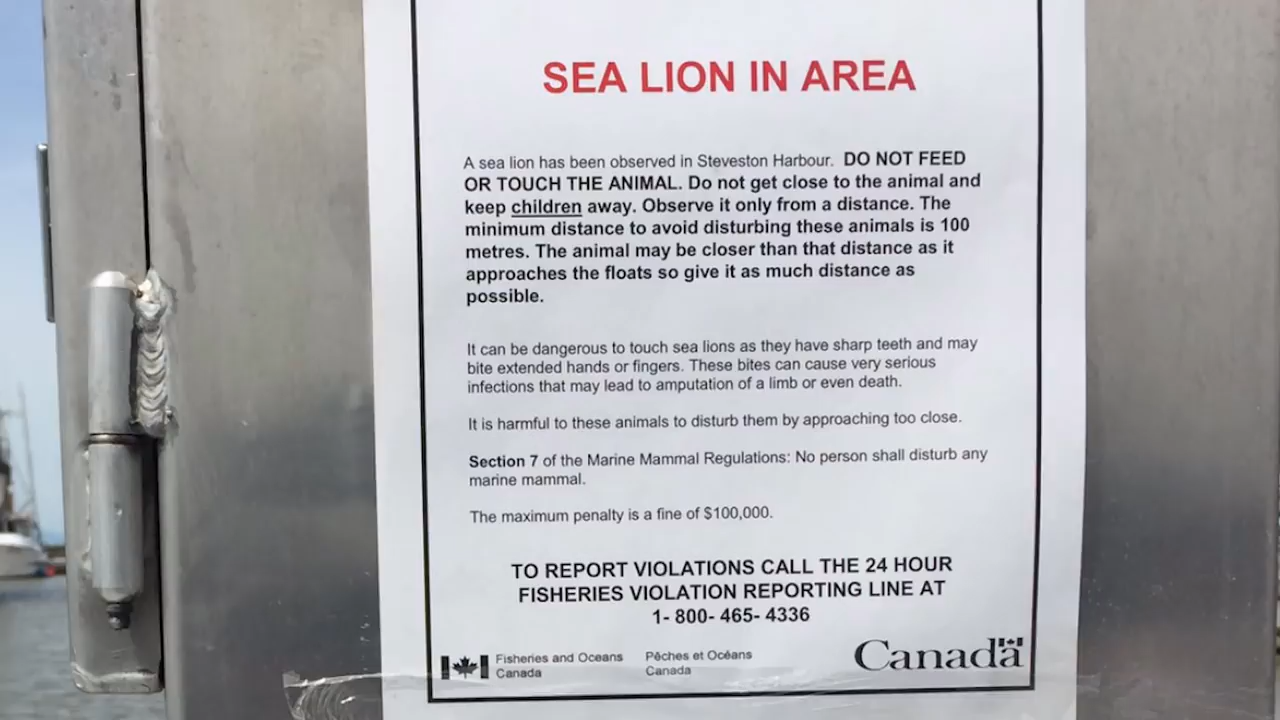 SEA LION IN AREA
A sea lion has been observed in Steveston Harbour. DO NOT FEED
OR TOUCH THE ANIMAL. Do not get close to the animal and
keep children away. Observe it only from a distance. The
minimum distance to avoid disturbing these animals is 100
metres. The animal may be closer than that distance as it
approaches the floats so give it as much distance as
possible.
It can be dangerous to touch sea lions as they have sharp teeth and may
bite extended hands or fingers. These bites can cause very serious
infections that may lead to amputation of a limb or even death.
It is harmful to these animals to disturb them by approaching too close.
Section 7 of the Marine Mammal Regulations: No person shall disturb any
marine mammal.
The maximum penalty is a fine of $100,000.
TO REPORT VIOLATIONS CALL THE 24 HOUR
FISHERIES VIOLATION REPORTING LINE AT
1- 800- 465- 4336
Fisheries and Oceans Pêches et Océans
Canada Canada
Canada